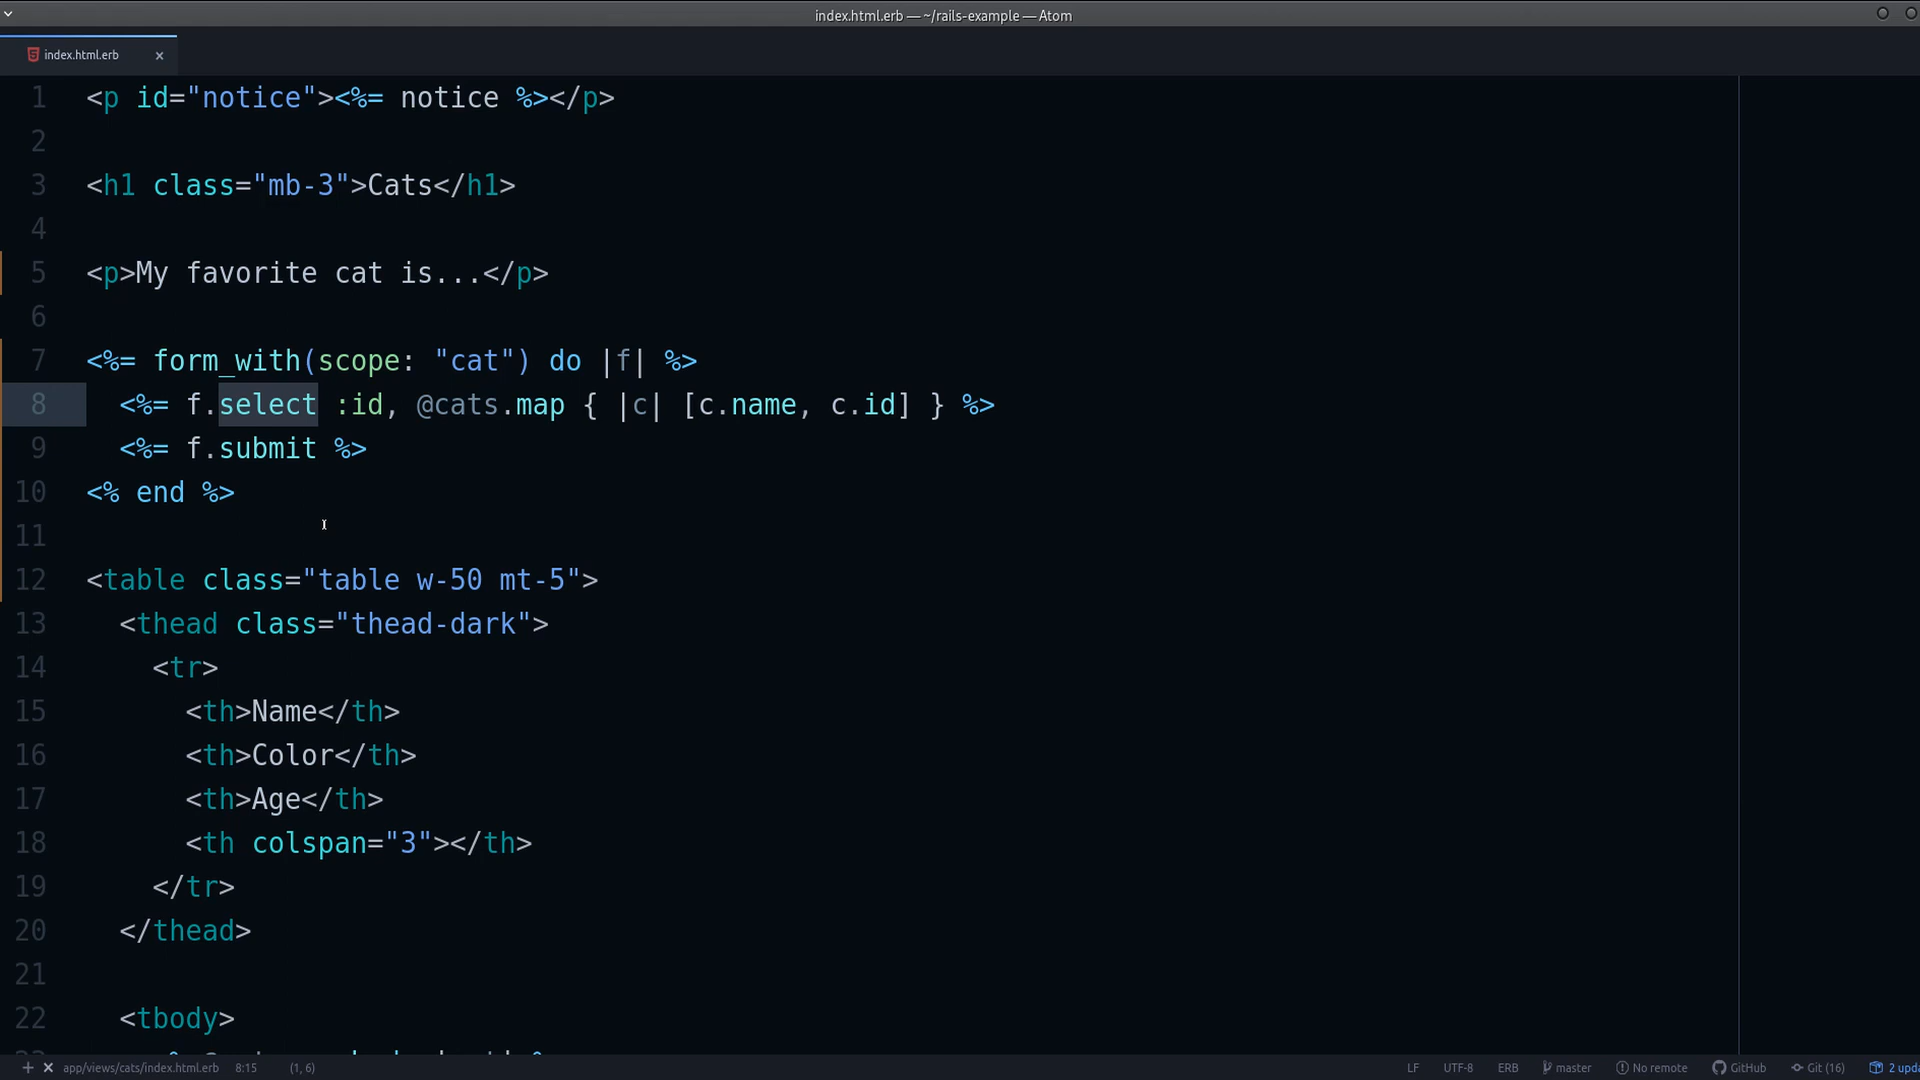 index.html.erb — ~/rails-example — Atom
index.html.erb
1 <p id="notice"><%= notice %></p>
2
3 <h1 class="mb-3">Cats</h1>
4
5 <p>My favorite cat is...</p>
6
7 <%= form_with(scope: "cat") do |f| %>
8   <%= f.select :id, @cats.map { |c| [c.name, c.id] } %>
9   <%= f.submit %>
10 <% end %>
11
12 <table class="table w-50 mt-5">
13   <thead class="thead-dark">
14     <tr>
15       <th>Name</th>
16       <th>Color</th>
17       <th>Age</th>
18       <th colspan="3"></th>
19     </tr>
20   </thead>
21
22   <tbody>
app/views/cats/index.html.erb 8:15 (1, 6) LF UTF-8 ERB master No remote GitHub Git (16) 2